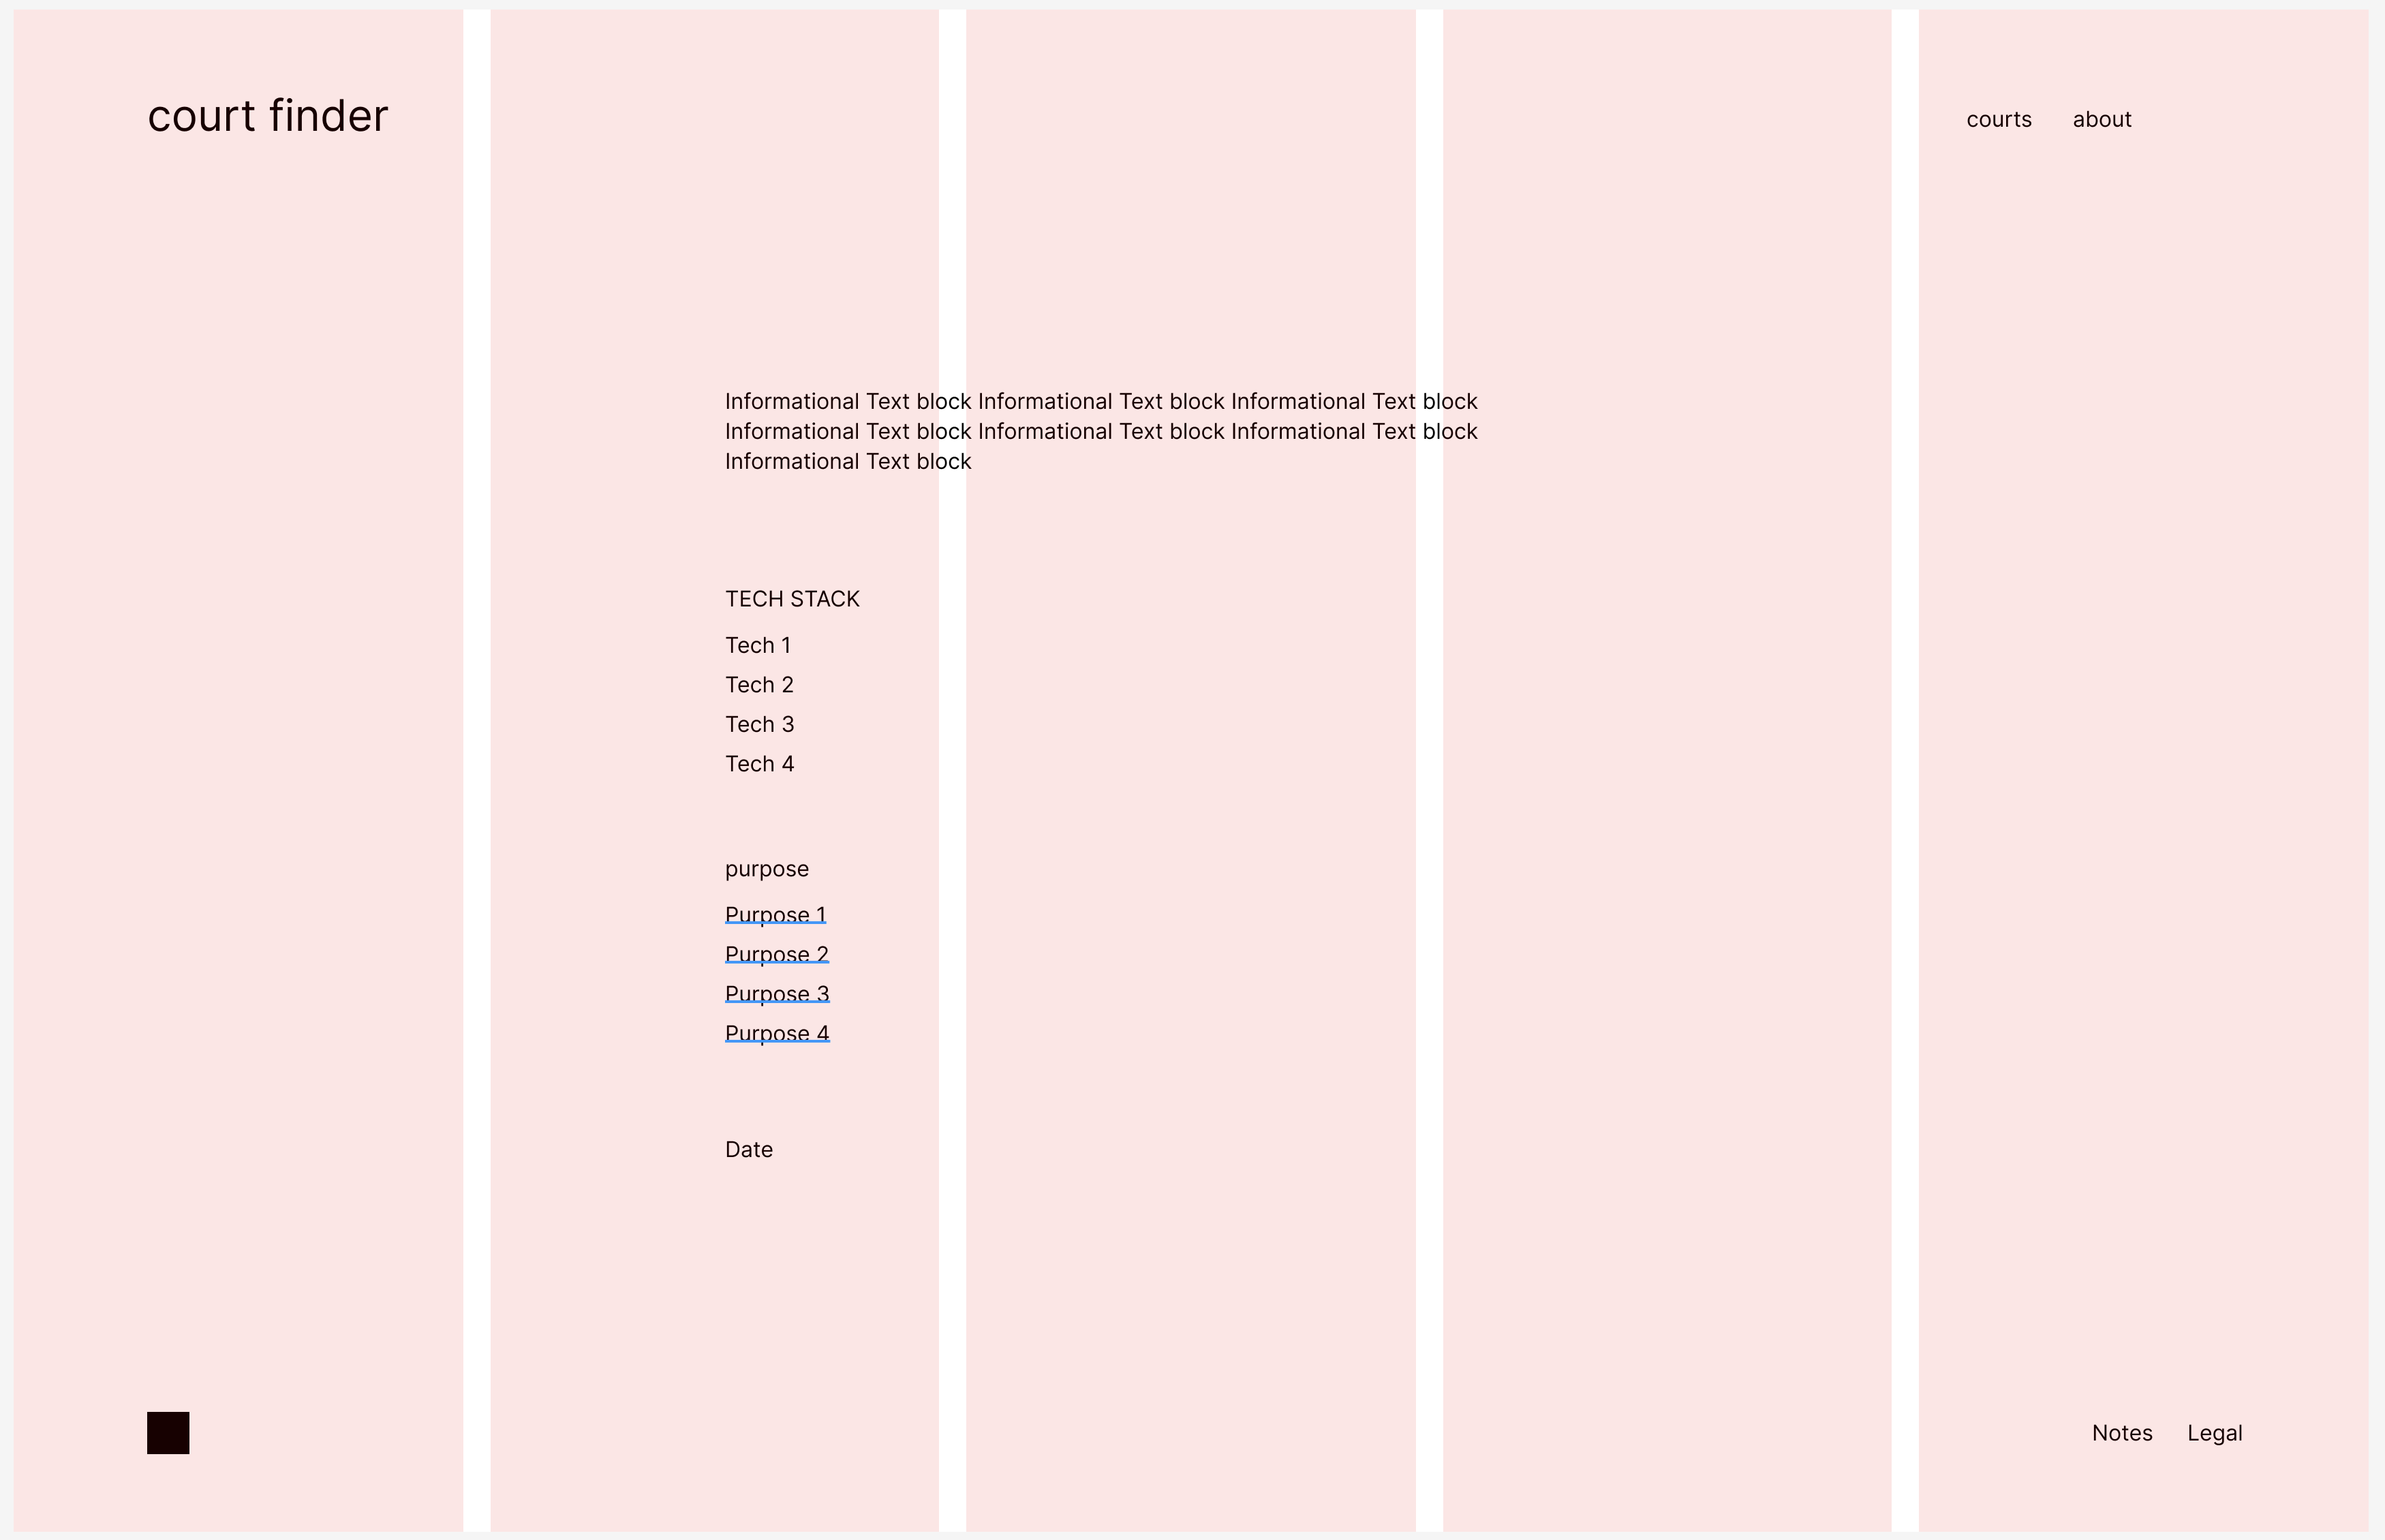 court finder
courts about
Informational Text block Informational Text block Informational Text block
Informational Text block Informational Text block Informational Text block
Informational Text block
TECH STACK
Tech 1
Tech 2
Tech 3
Tech 4
purpose
Purpose 1
Purpose 2
Purpose 3
Purpose 4
Date
Notes Legal